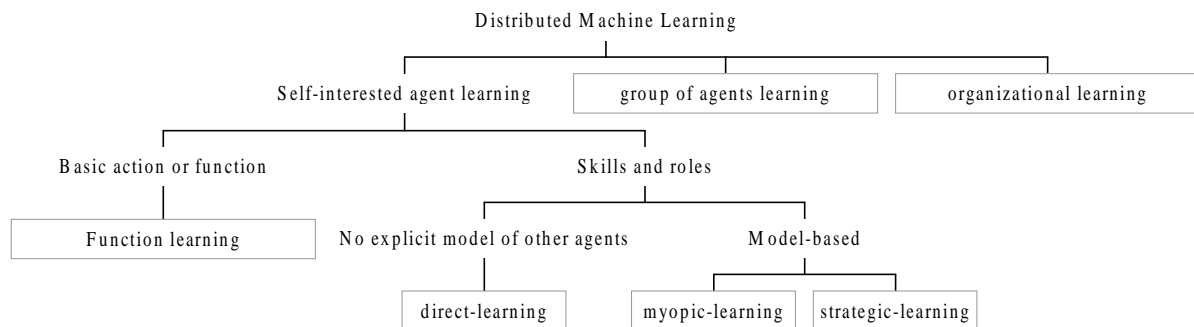 Distributed Machine Learning
Self-interested agent learning
group of agents learning
organizational learning
Basic action or function
Skills and roles
Function learning
No explicit model of other agents
Model-based
direct-learning
myopic-learning
strategic-learning